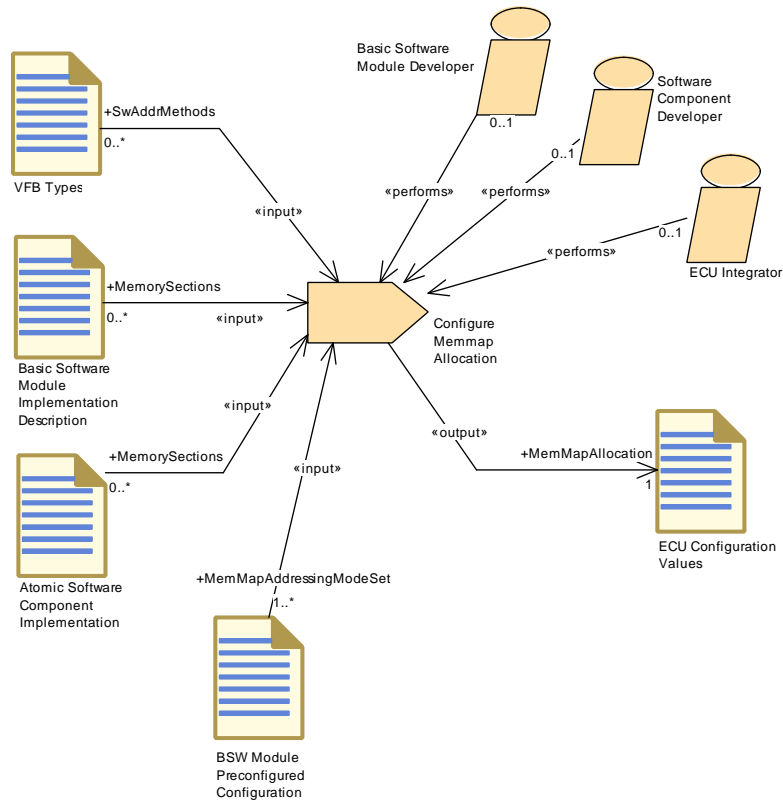 Basic Software
Module Developer
Software
Component
Developer
+SwAddrMethods
0..*
0..1
0..1
VFB Types
«performs»
«performs»
«input»
0..1
«performs»
ECU Integrator
+MemorySections
0..*
«input»
Configure
Memmap
Allocation
Basic Software
Module
Implementation
Description
«input»
«output»
+MemorySections
0..*
+MemMapAllocation
1
«input»
ECU Configuration
Values
Atomic Software
Component
Implementation
+MemMapAddressingModeSet
1..*
BSW Module
Preconfigured
Configuration